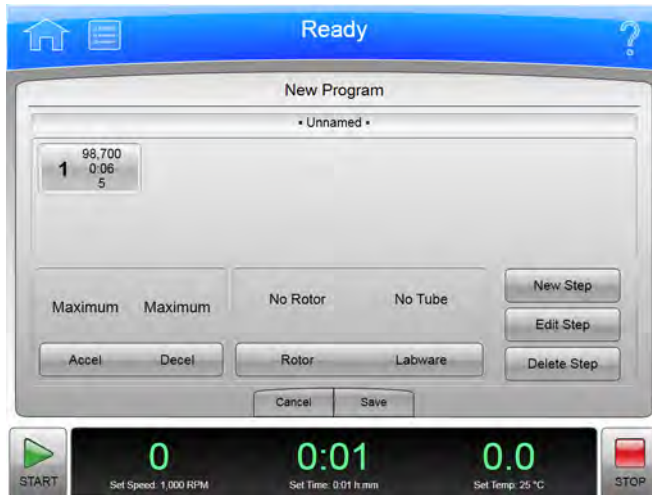 Ready
?
New Program
▪ Unnamed ▪
1
98,700
0:06
5
Maximum Maximum
No Rotor No Tube
New Step
Edit Step
Accel Decel
Rotor Labware
Delete Step
Cancel Save
0 0:01 0.0
START
Set Speed: 1,000 RPM Set Time: 0:01 h:mm Set Temp: 25 °C
STOP